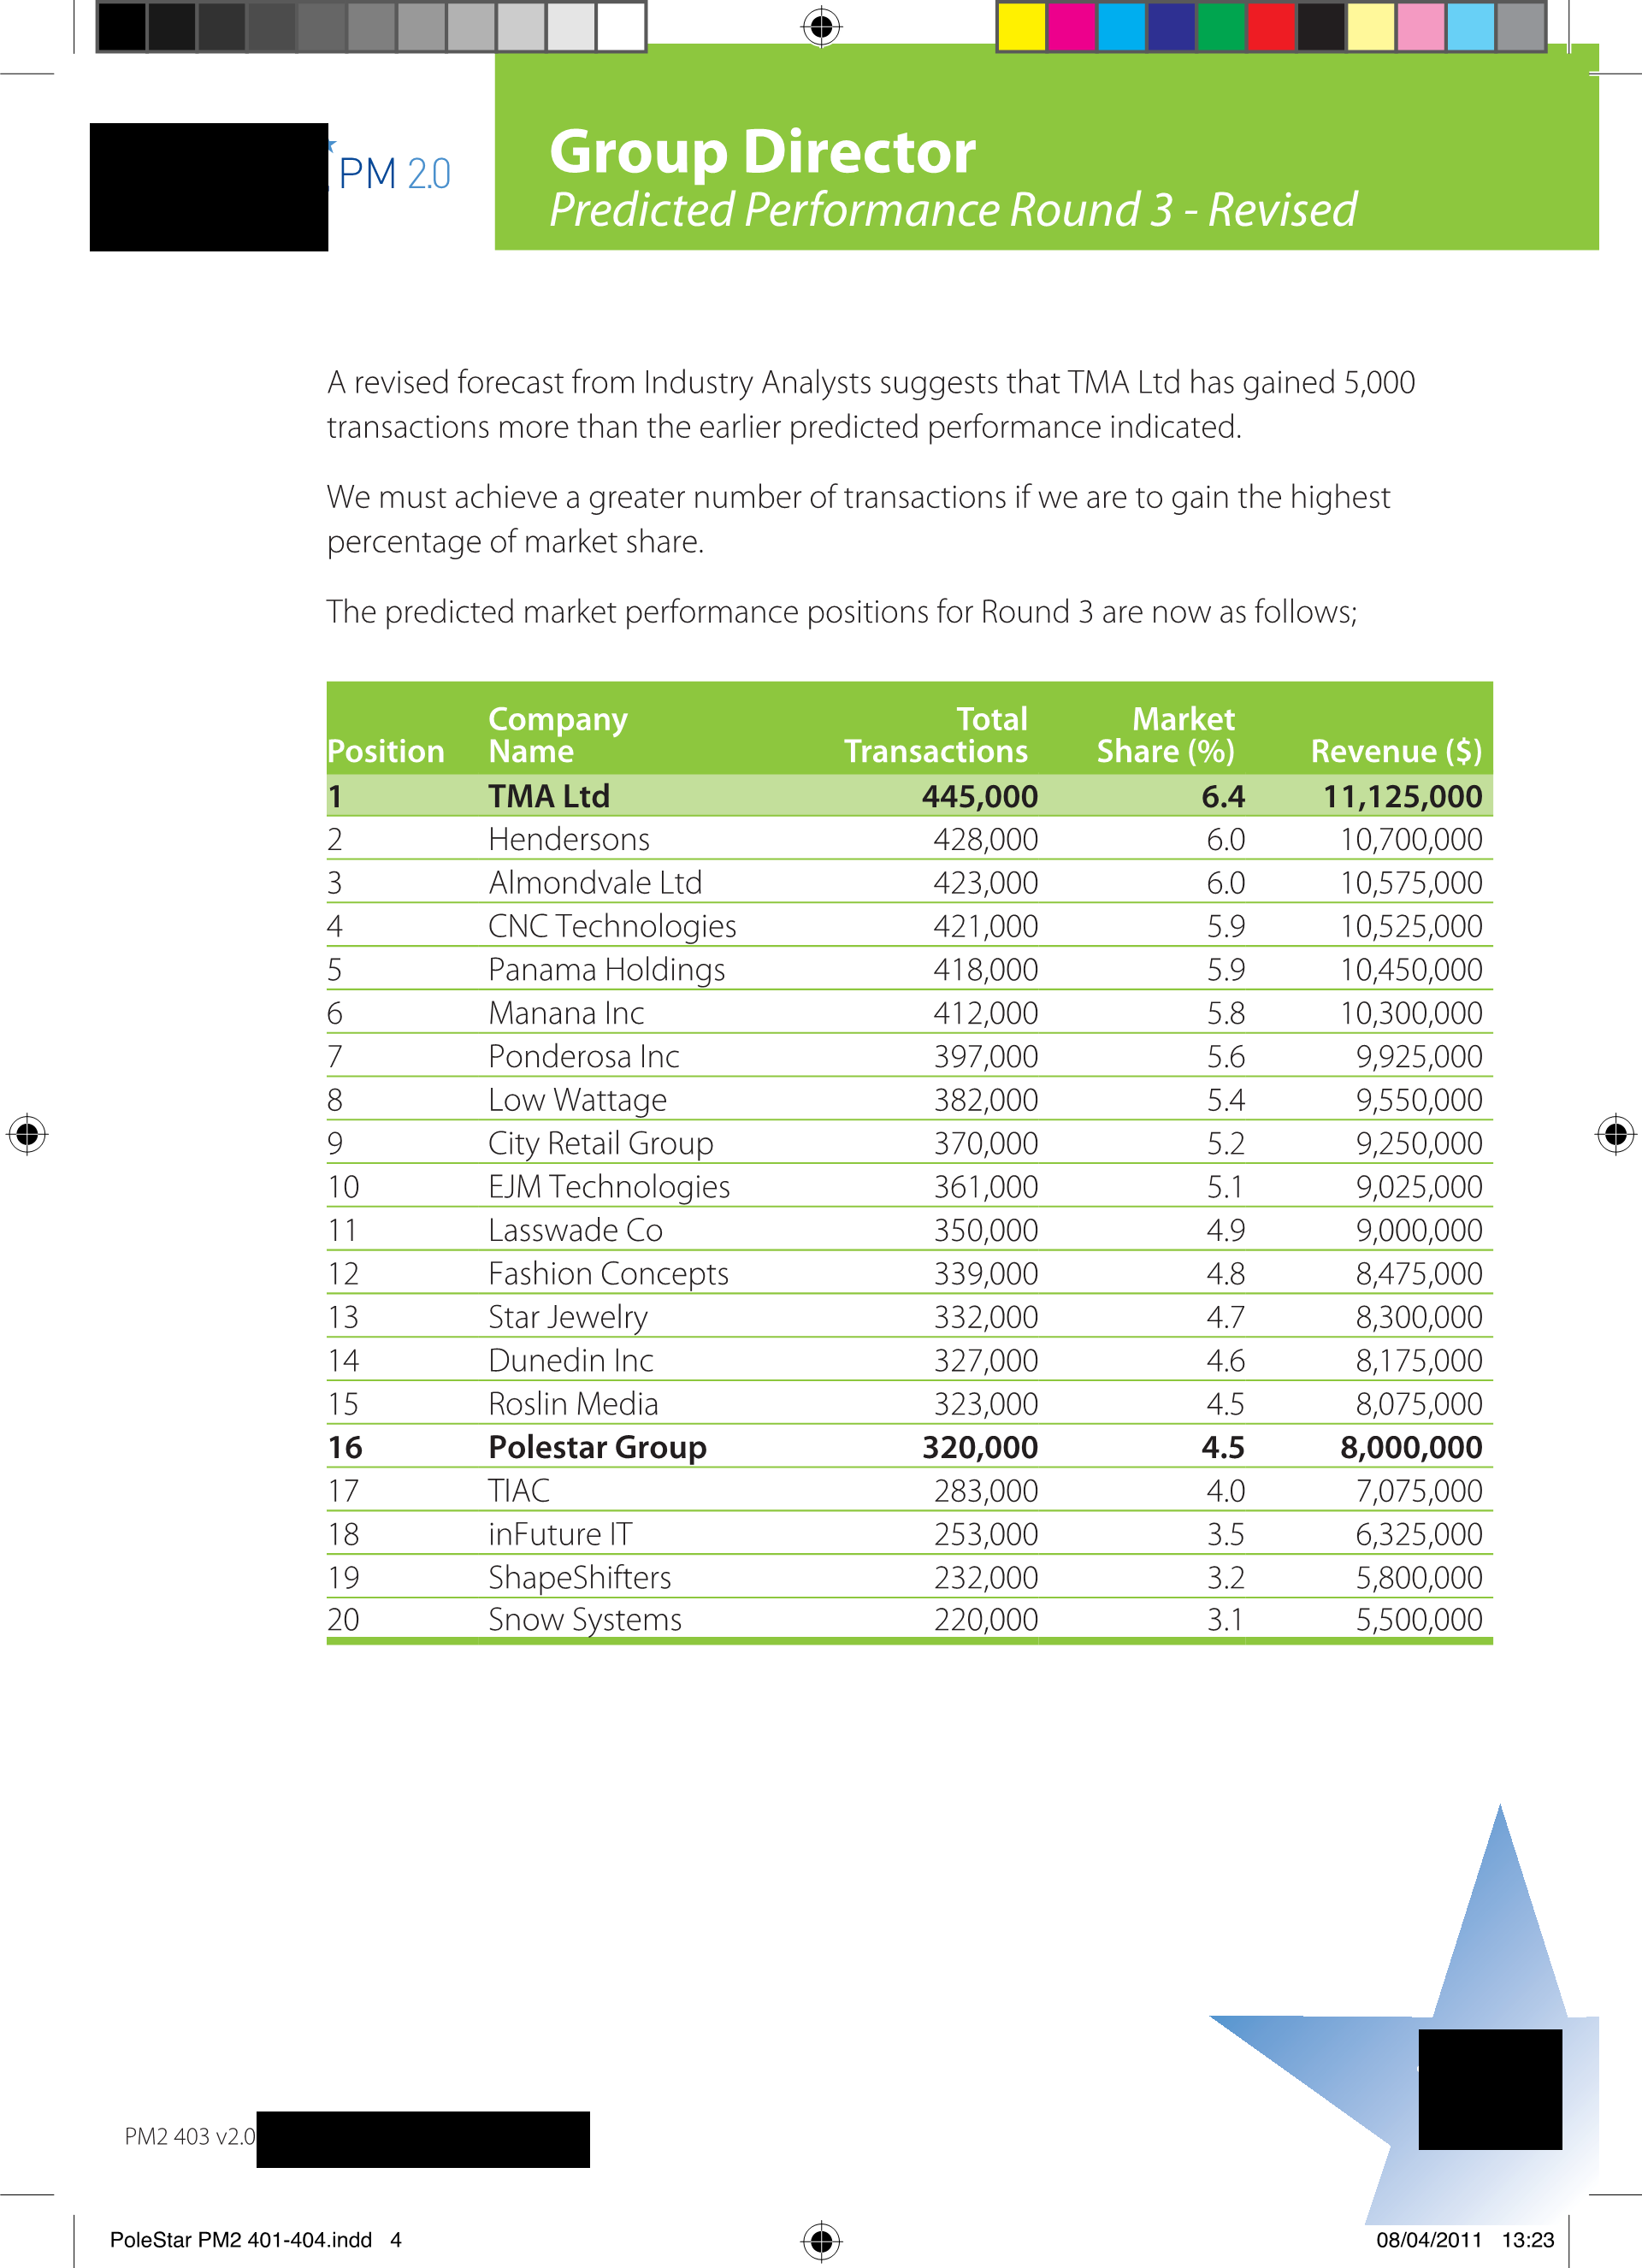 PM 2.0
Group Director
Predicted Performance Round 3 - Revised
A revised forecast from Industry Analysts suggests that TMA Ltd has gained 5,000
transactions more than the earlier predicted performance indicated.
We must achieve a greater number of transactions if we are to gain the highest
percentage of market share.
The predicted market performance positions for Round 3 are now as follows;
Position Company Name Total Transactions Market Share (%) Revenue ($)
1 TMA Ltd 445,000 6.4 11,125,000
2 Hendersons 428,000 6.0 10,700,000
3 Almondvale Ltd 423,000 6.0 10,575,000
4 CNC Technologies 421,000 5.9 10,525,000
5 Panama Holdings 418,000 5.9 10,450,000
6 Manana Inc 412,000 5.8 10,300,000
7 Ponderosa Inc 397,000 5.6 9,925,000
8 Low Wattage 382,000 5.4 9,550,000
9 City Retail Group 370,000 5.2 9,250,000
10 EJM Technologies 361,000 5.1 9,025,000
11 Lasswade Co 350,000 4.9 9,000,000
12 Fashion Concepts 339,000 4.8 8,475,000
13 Star Jewelry 332,000 4.7 8,300,000
14 Dunedin Inc 327,000 4.6 8,175,000
15 Roslin Media 323,000 4.5 8,075,000
16 Polestar Group 320,000 4.5 8,000,000
17 TIAC 283,000 4.0 7,075,000
18 inFuture IT 253,000 3.5 6,325,000
19 ShapeShifters 232,000 3.2 5,800,000
20 Snow Systems 220,000 3.1 5,500,000
PM2 403 v2.0
PoleStar PM2 401-404.indd 4 08/04/2011 13:23